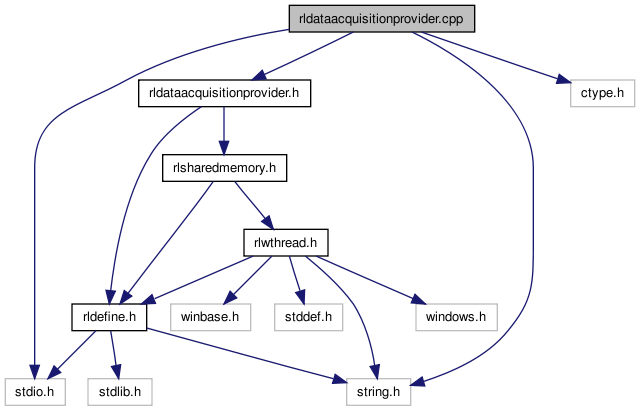 rldataacquisitionprovider.cpp
rldataacquisitionprovider.h
ctype.h
rlsharedmemory.h
rlwthread.h
rldefine.h
winbase.h
stddef.h
windows.h
stdio.h
stdlib.h
string.h